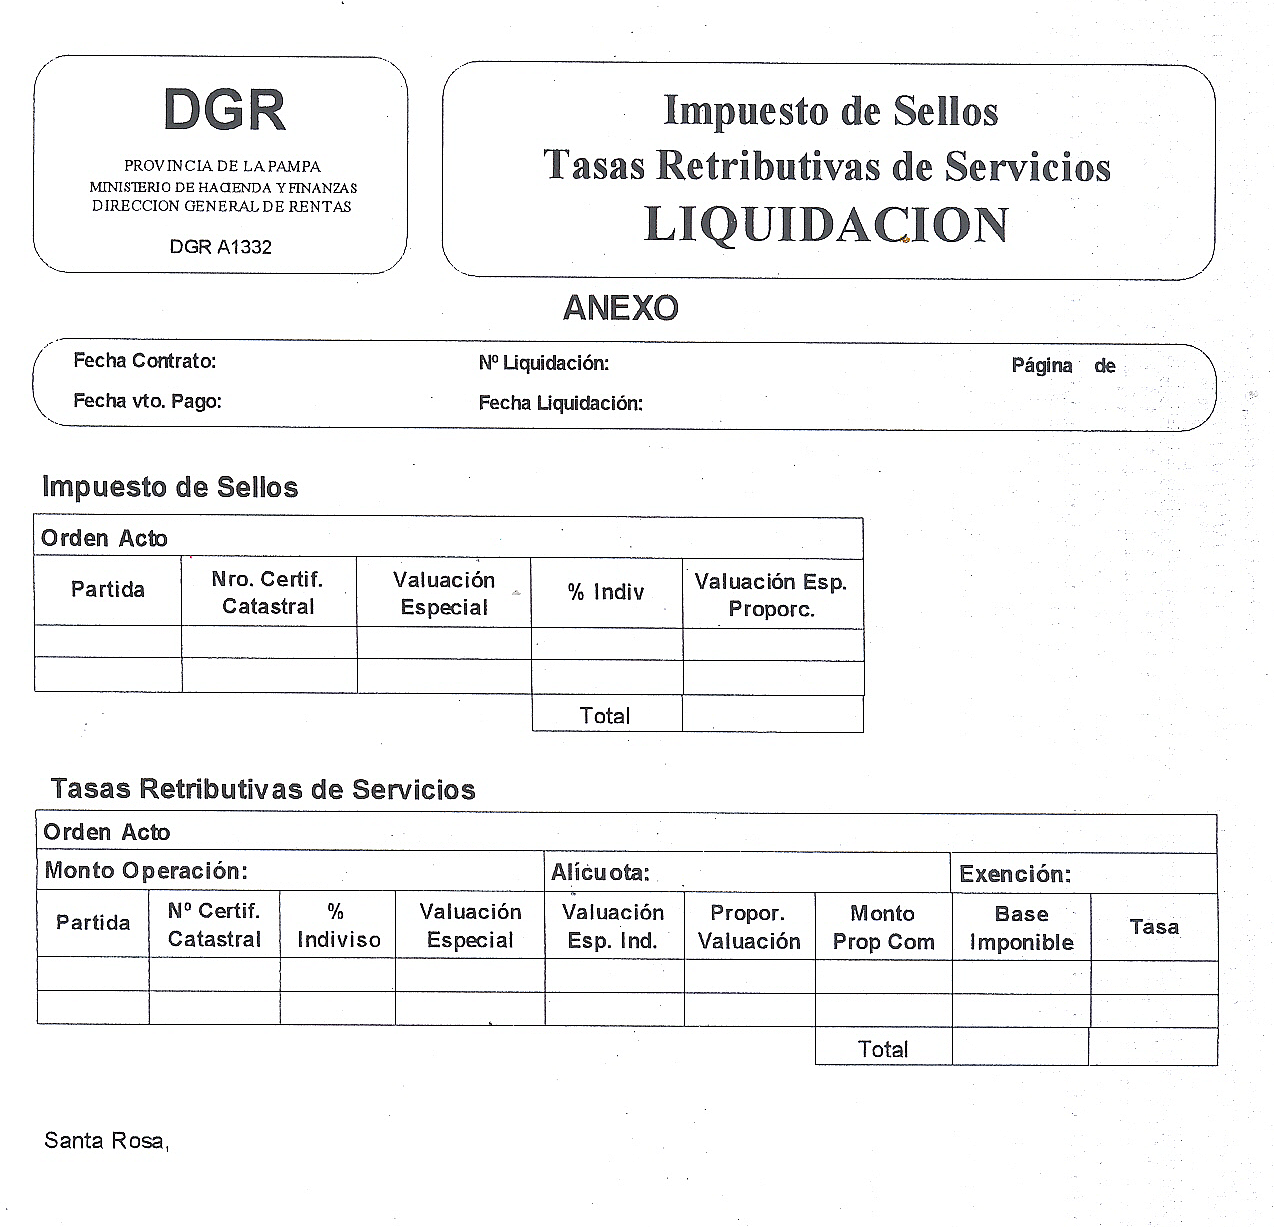 DGR
PROVINCIA DE LA PAMPA
MINISTERIO DE HACIENDA Y FINANZAS
DIRECCION GENERAL DE RENTAS
DGR A1332
Impuesto de Sellos
Tasas Retributivas de Servicios
LIQUIDACION
ANEXO
Fecha Contrato: Nº Liquidación: Página de
Fecha vto. Pago: Fecha Liquidación:
Impuesto de Sellos
Orden Acto
Partida Nro. Certif. Catastral Valuación Especial % Indiv Valuación Esp. Proporc.
Total
Tasas Retributivas de Servicios
Orden Acto
Monto Operación: Alícuota: Exención:
Partida Nº Certif. Catastral % Indiviso Valuación Especial Valuación Esp. Ind. Propor. Valuación Monto Prop Com Base Imponible Tasa
Total
Santa Rosa,